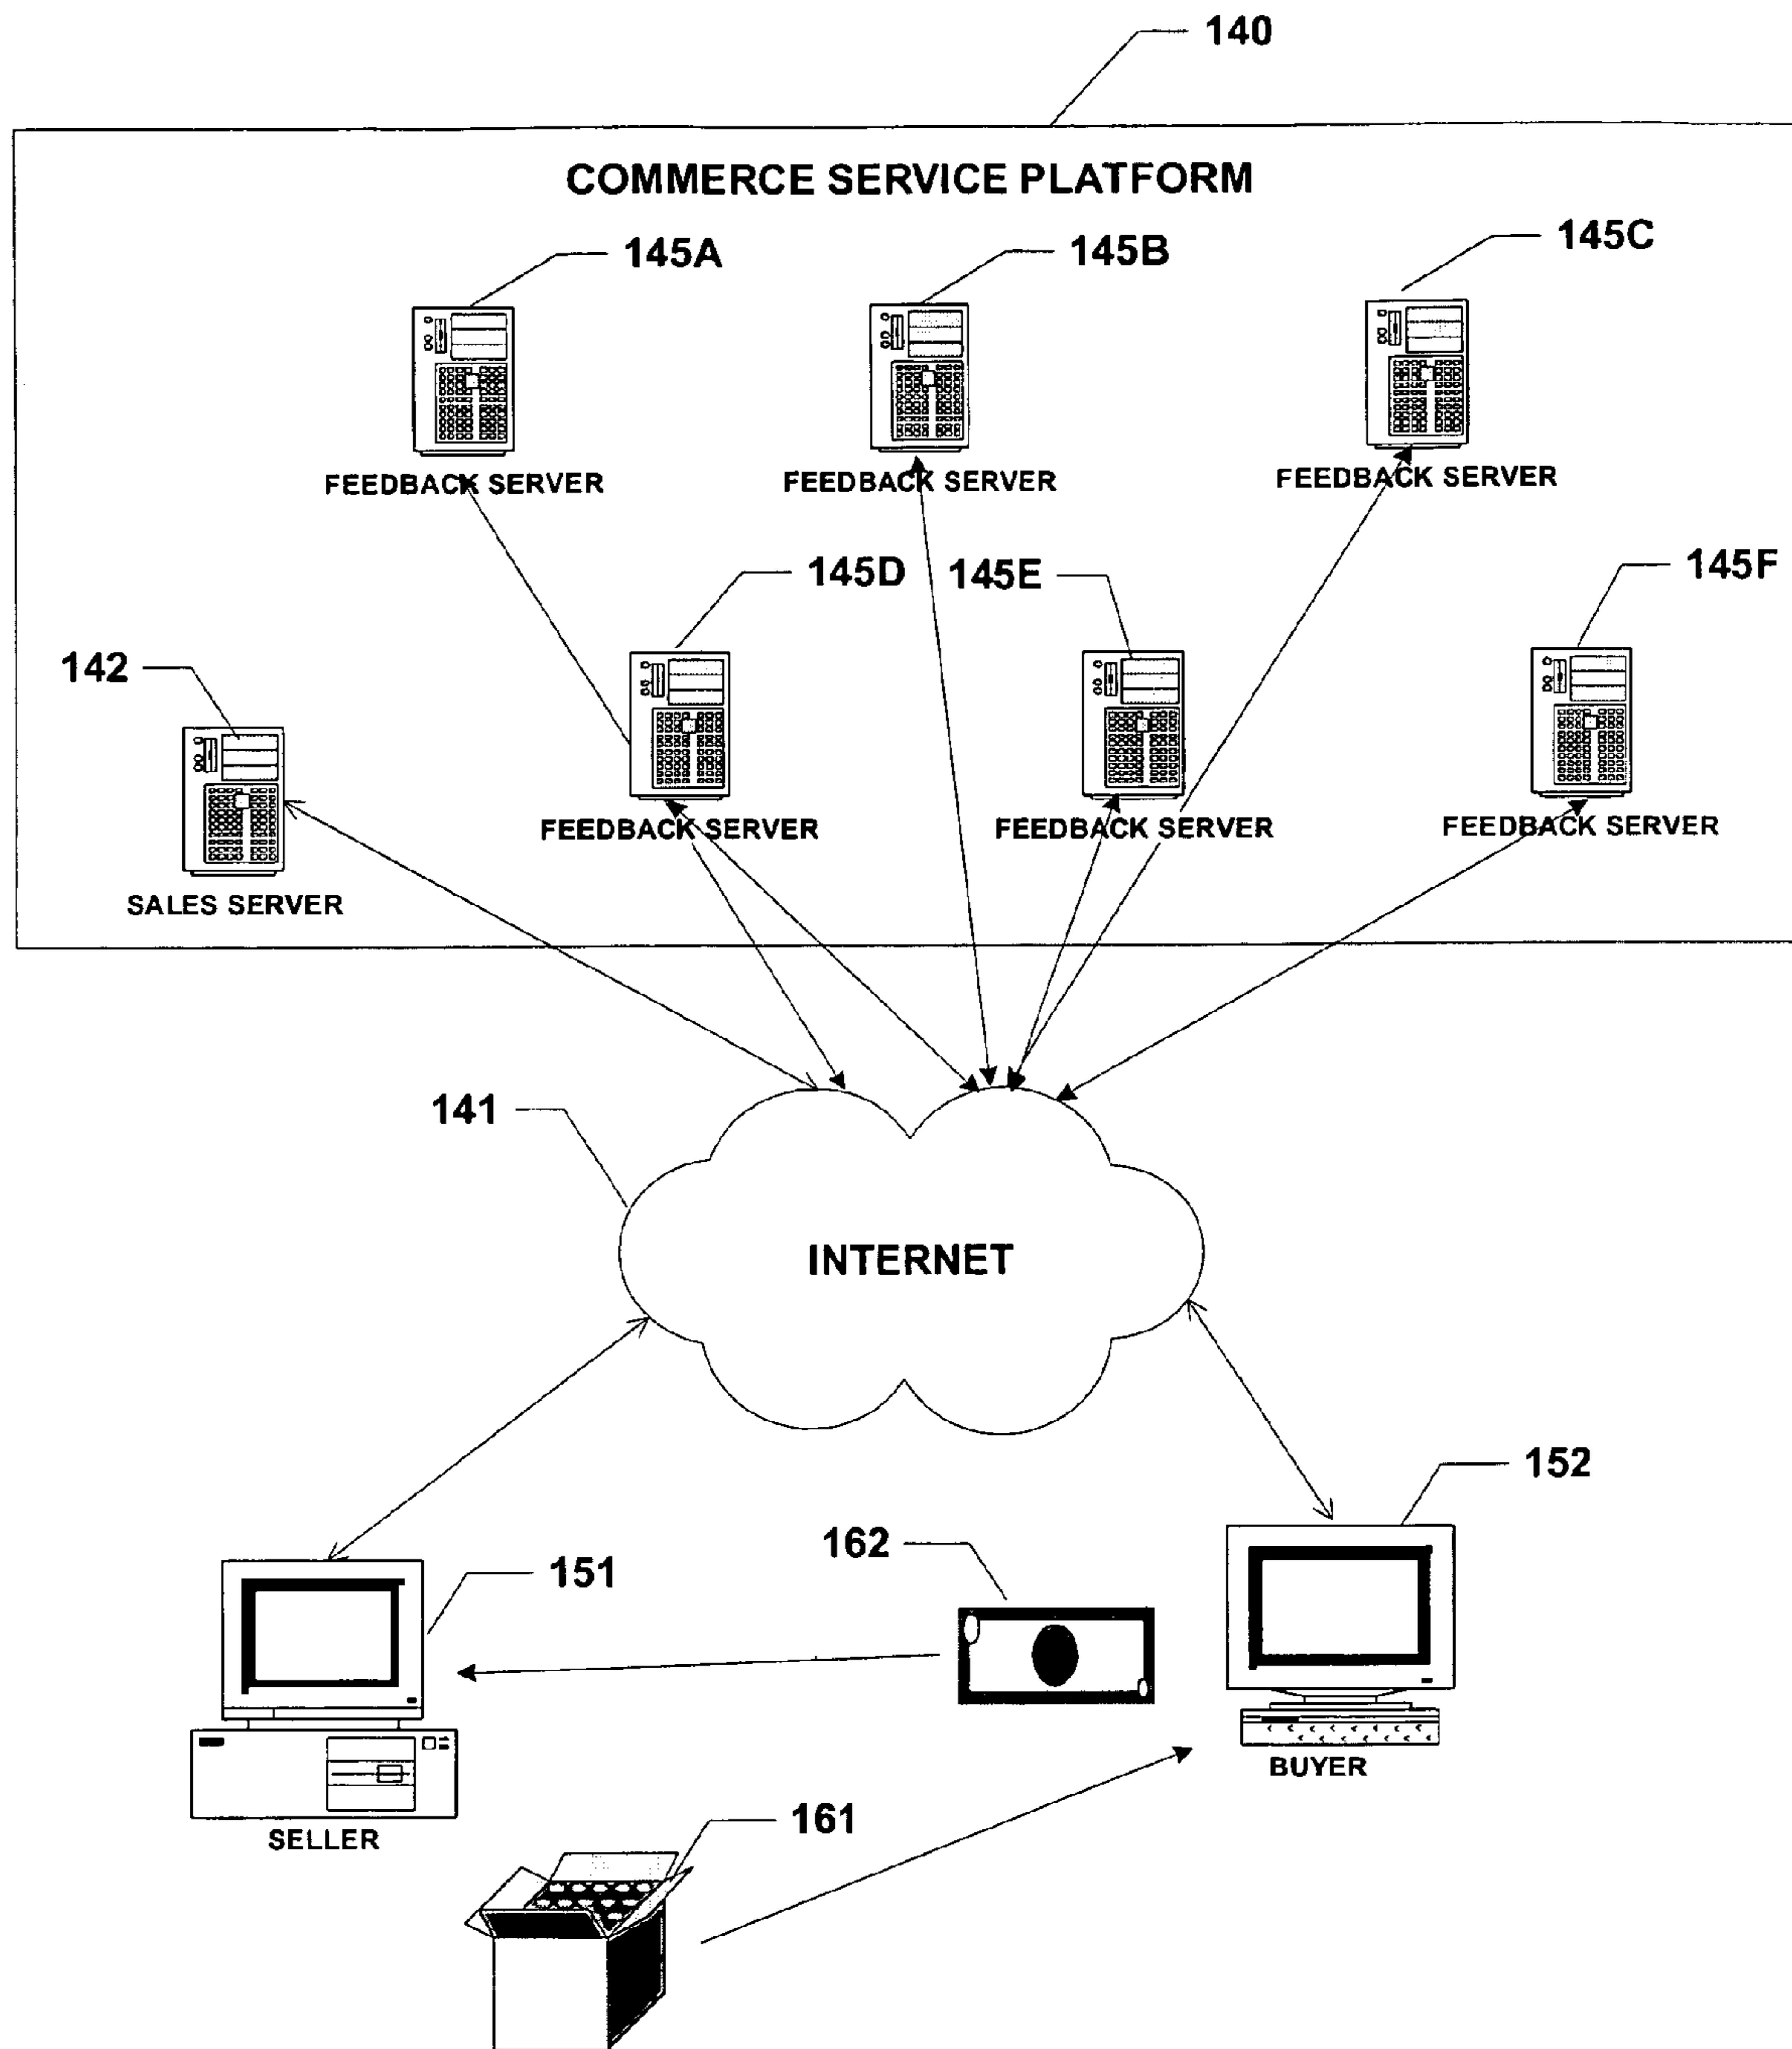 140
COMMERCE SERVICE PLATFORM
145A
145B
145C
FEEDBACK SERVER
FEEDBACK SERVER
FEEDBACK SERVER
145D
145E
145F
142
FEEDBACK SERVER
FEEDBACK SERVER
FEEDBACK SERVER
SALES SERVER
141
INTERNET
152
162
151
BUYER
161
SELLER